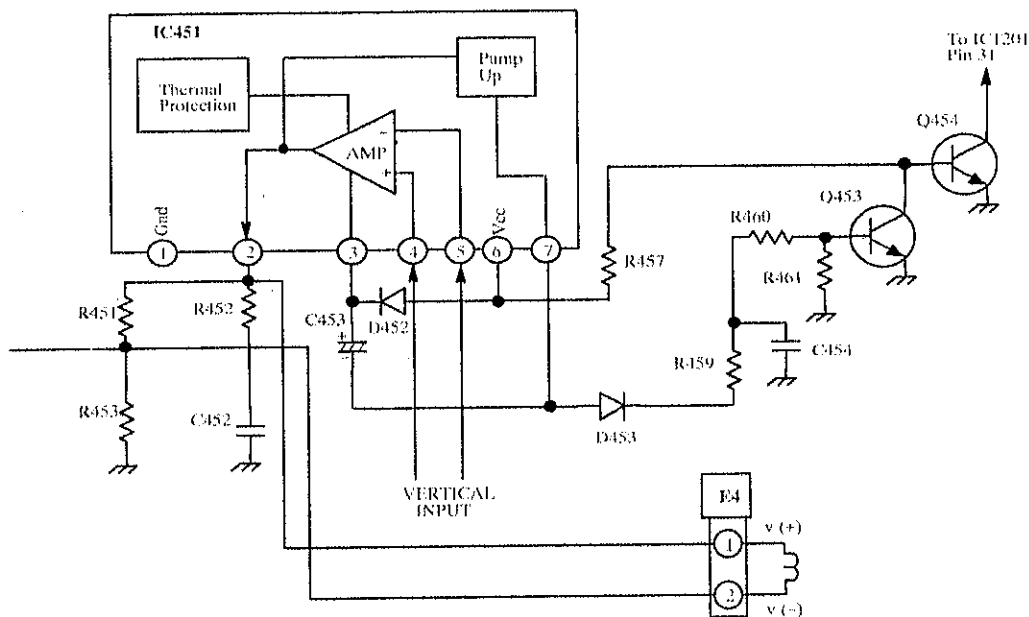 IC451
To IC1201
Pin 31
Pump
Up
Thermal
Protection
Q454
AMP
−
+
Q453
Gnd
Vcc
R460
1
2
3
4
5
6
7
R457
R461
R451
R452
C453
+
D452
C454
R459
R453
C452
D453
VERTICAL
INPUT
E4
v (+)
1
2
v (−)